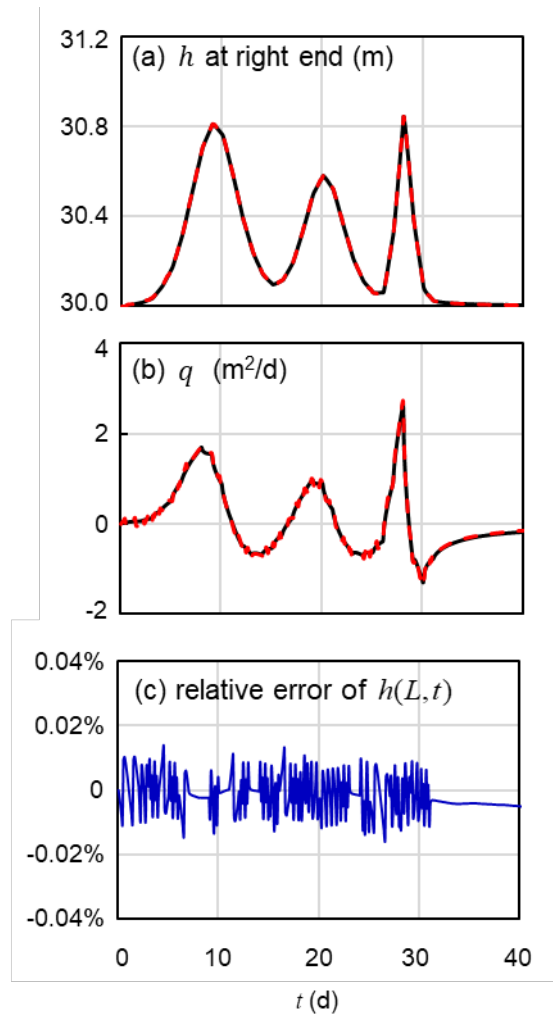 31.2
(a) h at right end (m)
30.8
30.4
30.0
4
(b) q (m²/d)
2
0
-2
0.04%
(c) relative error of h(L,t)
0.02%
0
-0.02%
-0.04%
0 10 20 30 40
t (d)